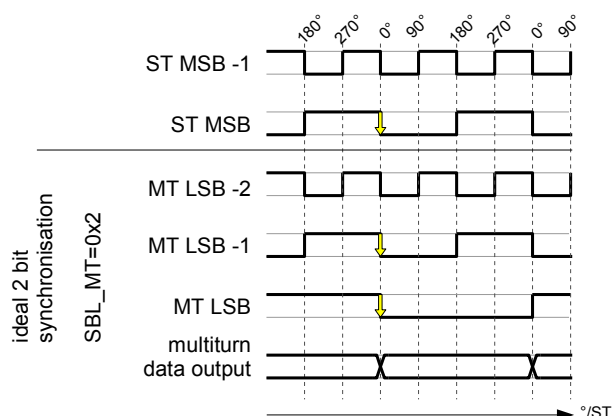 180° 270° 0° 90° 180° 270° 0° 90°
ST MSB -1
ST MSB
ideal 2 bit
synchronisation
SBL_MT=0x2
MT LSB -2
MT LSB -1
MT LSB
multiturn
data output
°/ST